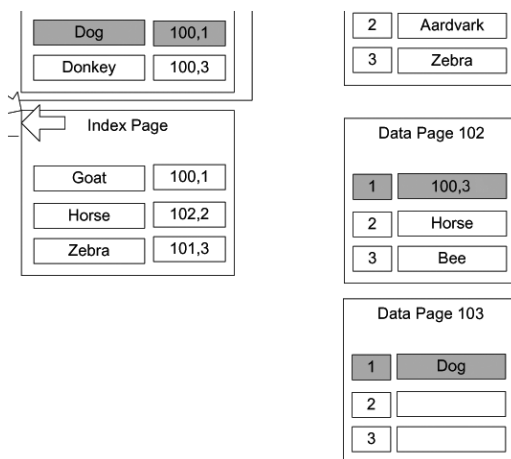 Dog 100,1
Donkey 100,3
Index Page
Goat 100,1
Horse 102,2
Zebra 101,3
2 Aardvark
3 Zebra
Data Page 102
1 100,3
2 Horse
3 Bee
Data Page 103
1 Dog
2
3